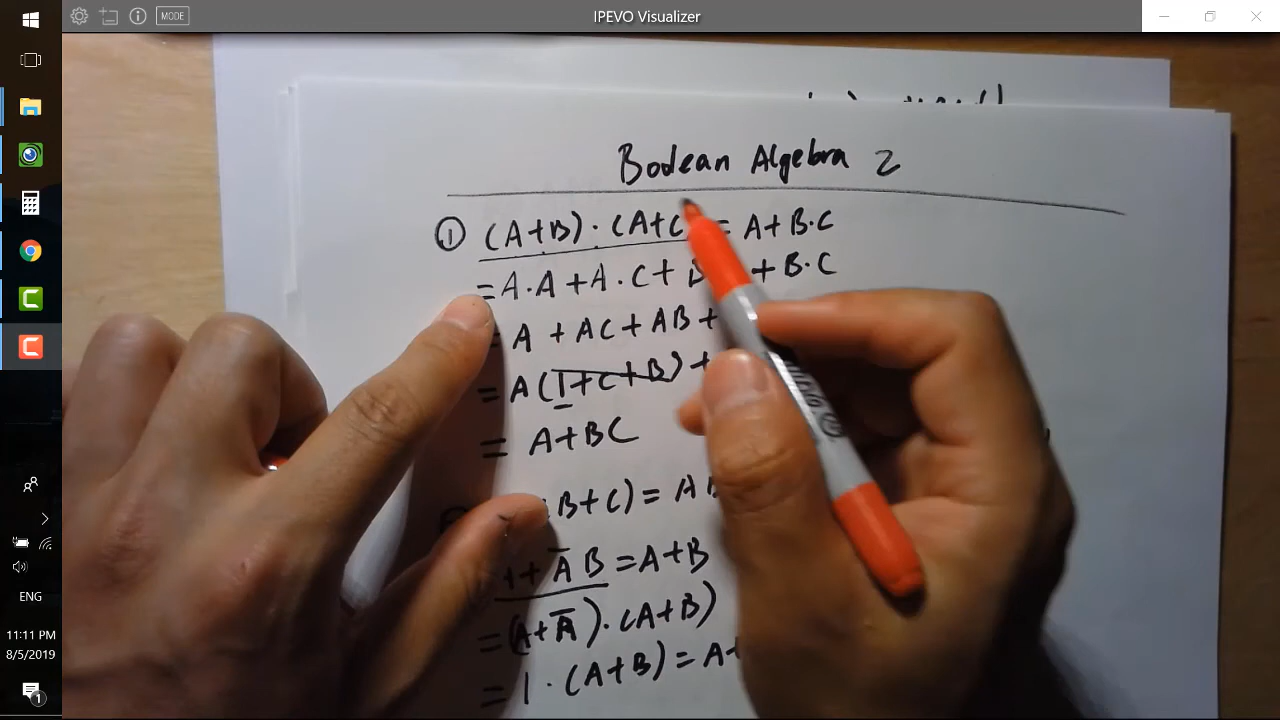 IPEVO Visualizer
MODE
Boolean Algebra 2
① (A+B)·(A+C = A+B·C
= A·A + A·C + B + B·C
= A + AC + AB +
= A(1+C+B) +
= A+BC
B+C) = A B
+ A̅ B = A+B
= (A+A̅)·(A+B)
= 1·(A+B) = A+
ENG
11:11 PM
8/5/2019
1